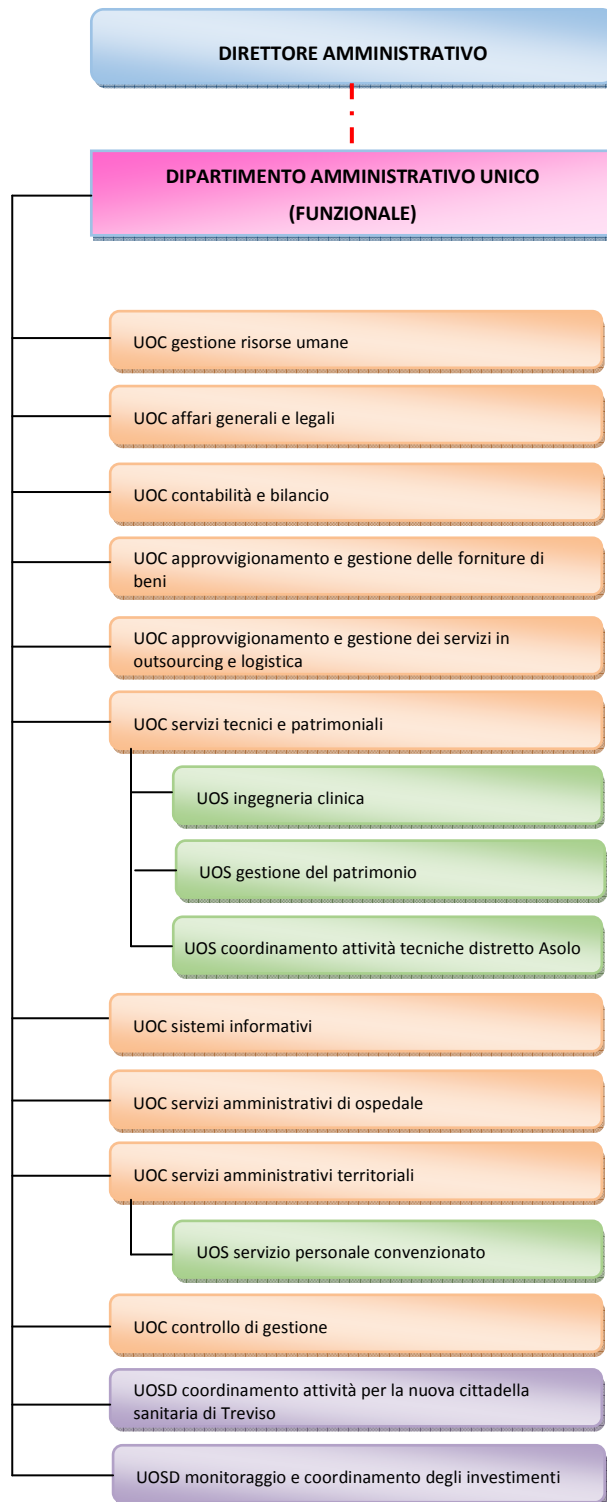 DIRETTORE AMMINISTRATIVO
DIPARTIMENTO AMMINISTRATIVO UNICO
(FUNZIONALE)
UOC gestione risorse umane
UOC affari generali e legali
UOC contabilità e bilancio
UOC approvvigionamento e gestione delle forniture di
beni
UOC approvvigionamento e gestione dei servizi in
outsourcing e logistica
UOC servizi tecnici e patrimoniali
UOS ingegneria clinica
UOS gestione del patrimonio
UOS coordinamento attività tecniche distretto Asolo
UOC sistemi informativi
UOC servizi amministrativi di ospedale
UOC servizi amministrativi territoriali
UOS servizio personale convenzionato
UOC controllo di gestione
UOSD coordinamento attività per la nuova cittadella
sanitaria di Treviso
UOSD monitoraggio e coordinamento degli investimenti